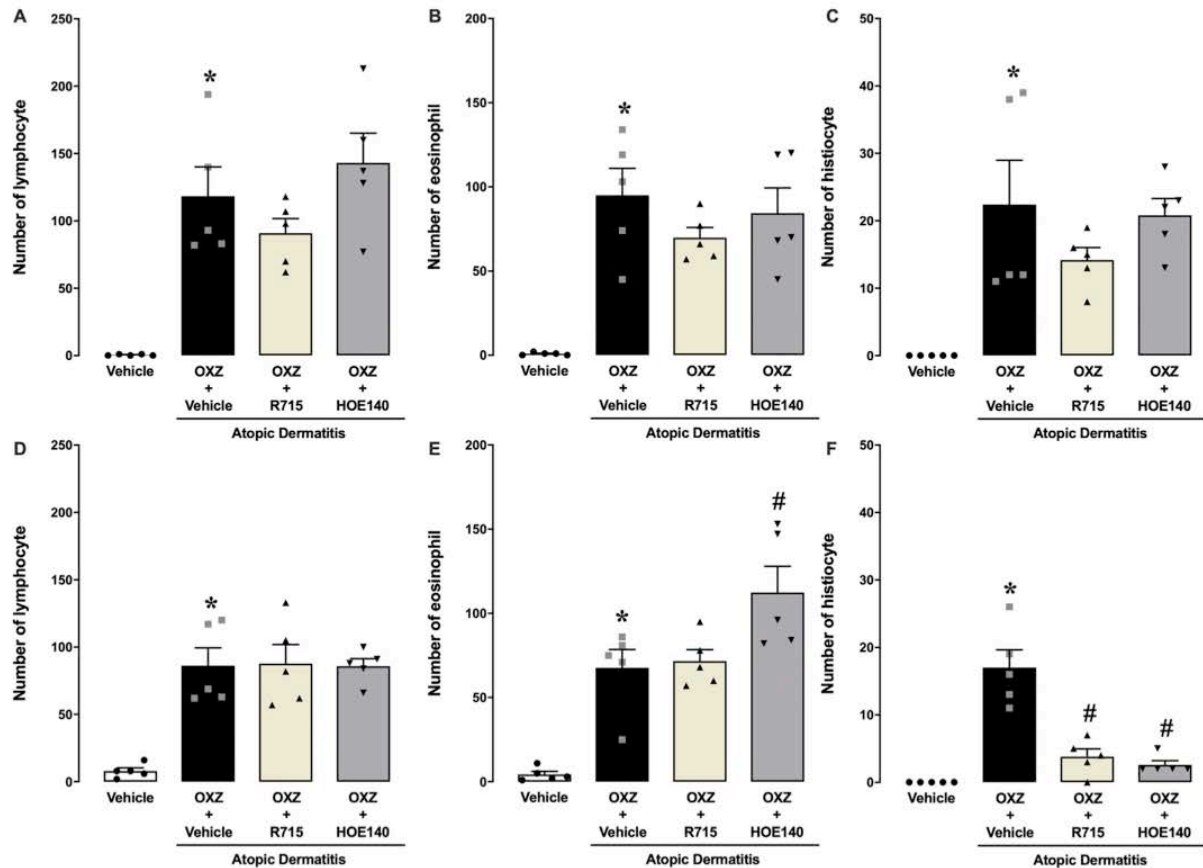 A
Number of lymphocyte
250
200
150
100
50
0
*
Vehicle
OXZ
+
Vehicle
OXZ
+
R715
OXZ
+
HOE140
Atopic Dermatitis
B
Number of eosinophil
200
150
100
50
0
*
Vehicle
OXZ
+
Vehicle
OXZ
+
R715
OXZ
+
HOE140
Atopic Dermatitis
C
Number of histiocyte
50
40
30
20
10
0
*
Vehicle
OXZ
+
Vehicle
OXZ
+
R715
OXZ
+
HOE140
Atopic Dermatitis
D
Number of lymphocyte
250
200
150
100
50
0
*
Vehicle
OXZ
+
Vehicle
OXZ
+
R715
OXZ
+
HOE140
Atopic Dermatitis
E
Number of eosinophil
200
150
100
50
0
*
#
Vehicle
OXZ
+
Vehicle
OXZ
+
R715
OXZ
+
HOE140
Atopic Dermatitis
F
Number of histiocyte
50
40
30
20
10
0
*
#
#
Vehicle
OXZ
+
Vehicle
OXZ
+
R715
OXZ
+
HOE140
Atopic Dermatitis